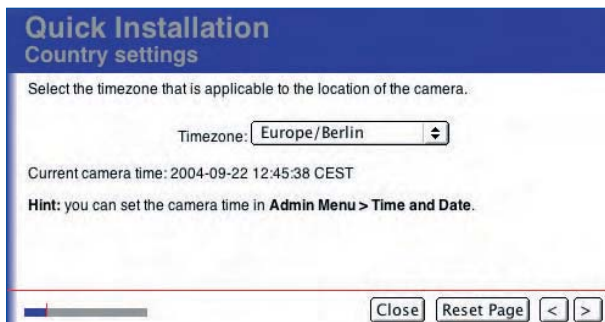 Quick Installation
Country settings
Select the timezone that is applicable to the location of the camera.
Timezone: Europe/Berlin
Current camera time: 2004-09-22 12:45:38 CEST
Hint: you can set the camera time in Admin Menu > Time and Date.
Close Reset Page < >